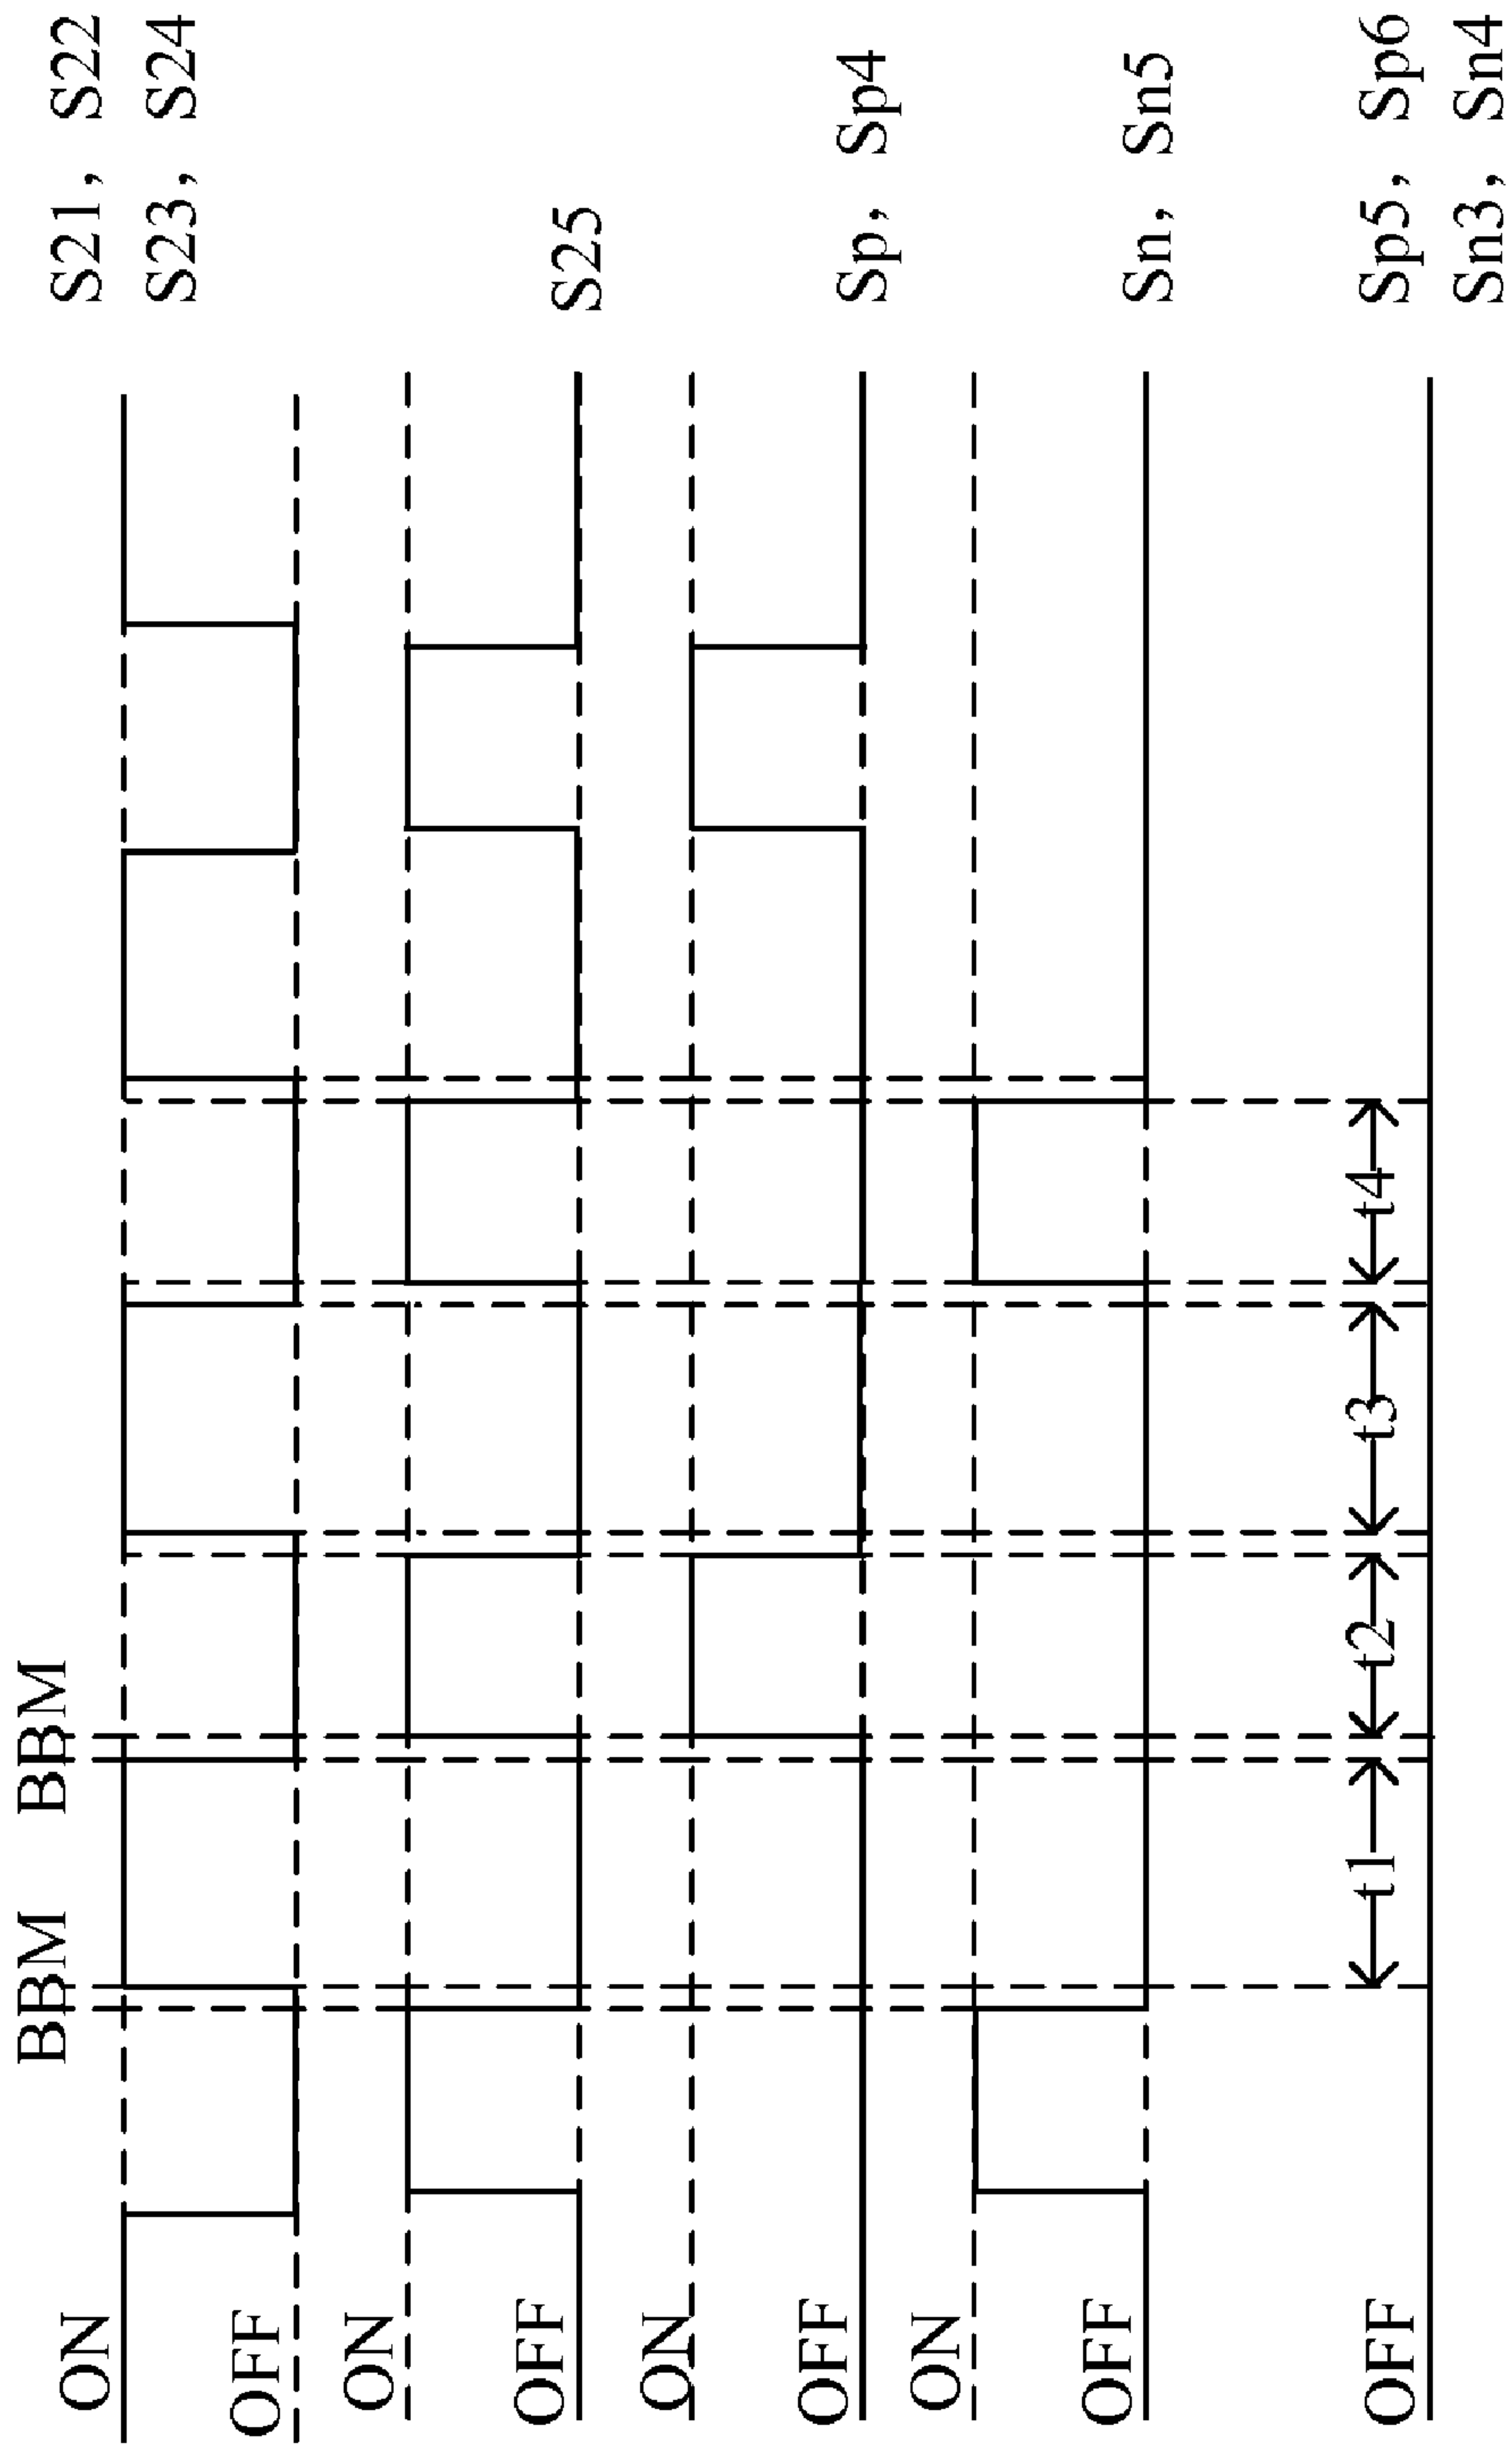 BBM BBM
ON
S21, S22
S23, S24
OFF
ON
OFF
S25
ON
OFF
Sp, Sp4
ON
OFF
Sn, Sn5
t1 t2 t3 t4
OFF
Sp5, Sp6
Sn3, Sn4